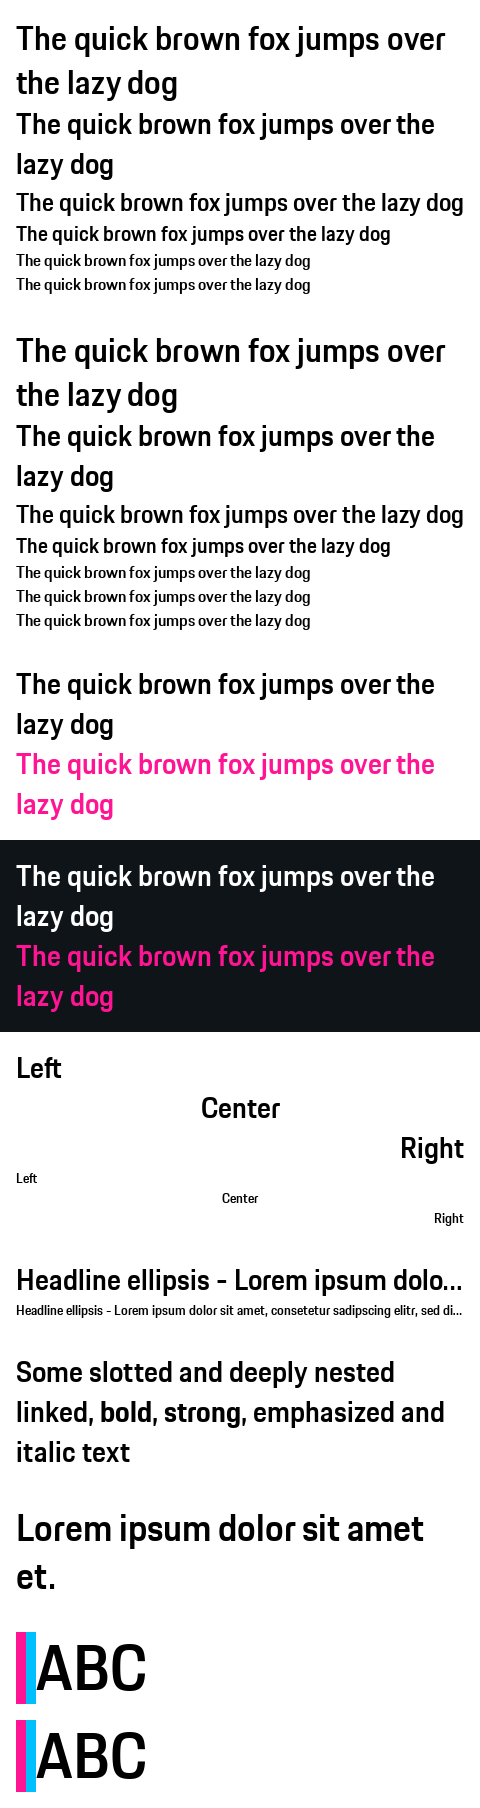 The quick brown fox jumps over
the lazy dog
The quick brown fox jumps over the
lazy dog
The quick brown fox jumps over the lazy dog
The quick brown fox jumps over the lazy dog
The quick brown fox jumps over the lazy dog
The quick brown fox jumps over the lazy dog
The quick brown fox jumps over
the lazy dog
The quick brown fox jumps over the
lazy dog
The quick brown fox jumps over the lazy dog
The quick brown fox jumps over the lazy dog
The quick brown fox jumps over the lazy dog
The quick brown fox jumps over the lazy dog
The quick brown fox jumps over the lazy dog
The quick brown fox jumps over the
lazy dog
The quick brown fox jumps over the
lazy dog
The quick brown fox jumps over the
lazy dog
The quick brown fox jumps over the
lazy dog
Left
Center
Right
Left
Center
Right
Headline ellipsis - Lorem ipsum dolo...
Headline ellipsis - Lorem ipsum dolor sit amet, consetetur sadipscing elitr, sed di...
Some slotted and deeply nested
linked, bold, strong, emphasized and
italic text
Lorem ipsum dolor sit amet
et.
ABC
ABC